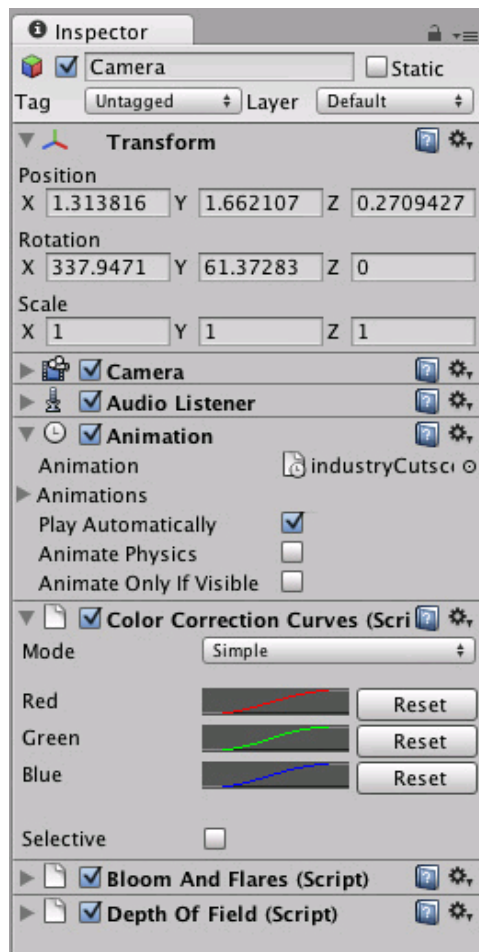 Inspector
Camera Static
Tag Untagged Layer Default
Transform
Position
X 1.313816 Y 1.662107 Z 0.2709427
Rotation
X 337.9471 Y 61.37283 Z 0
Scale
X 1 Y 1 Z 1
Camera
Audio Listener
Animation
Animation industryCutsc
Animations
Play Automatically
Animate Physics
Animate Only If Visible
Color Correction Curves (Scri
Mode Simple
Red Reset
Green Reset
Blue Reset
Selective
Bloom And Flares (Script)
Depth Of Field (Script)